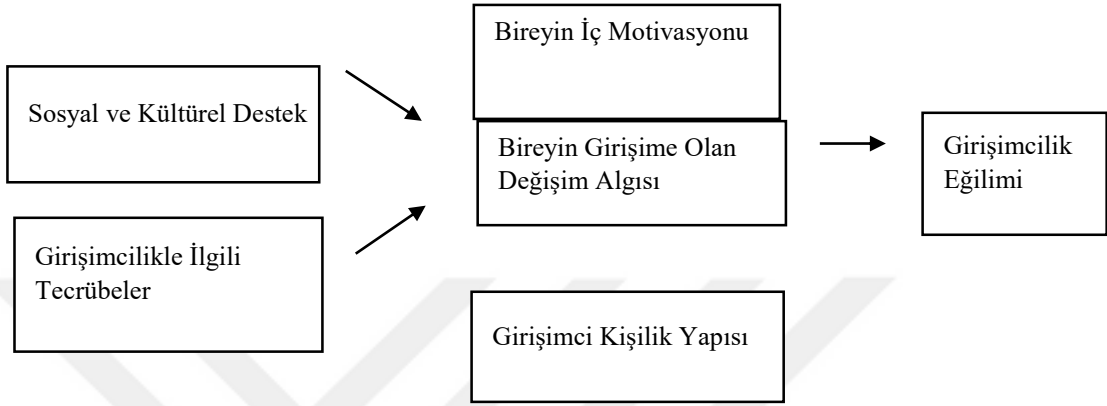 Sosyal ve Kültürel Destek
Girişimcilikle İlgili
Tecrübeler
Bireyin İç Motivasyonu
Bireyin Girişime Olan
Değişim Algısı
Girişimci Kişilik Yapısı
Girişimcilik
Eğilimi